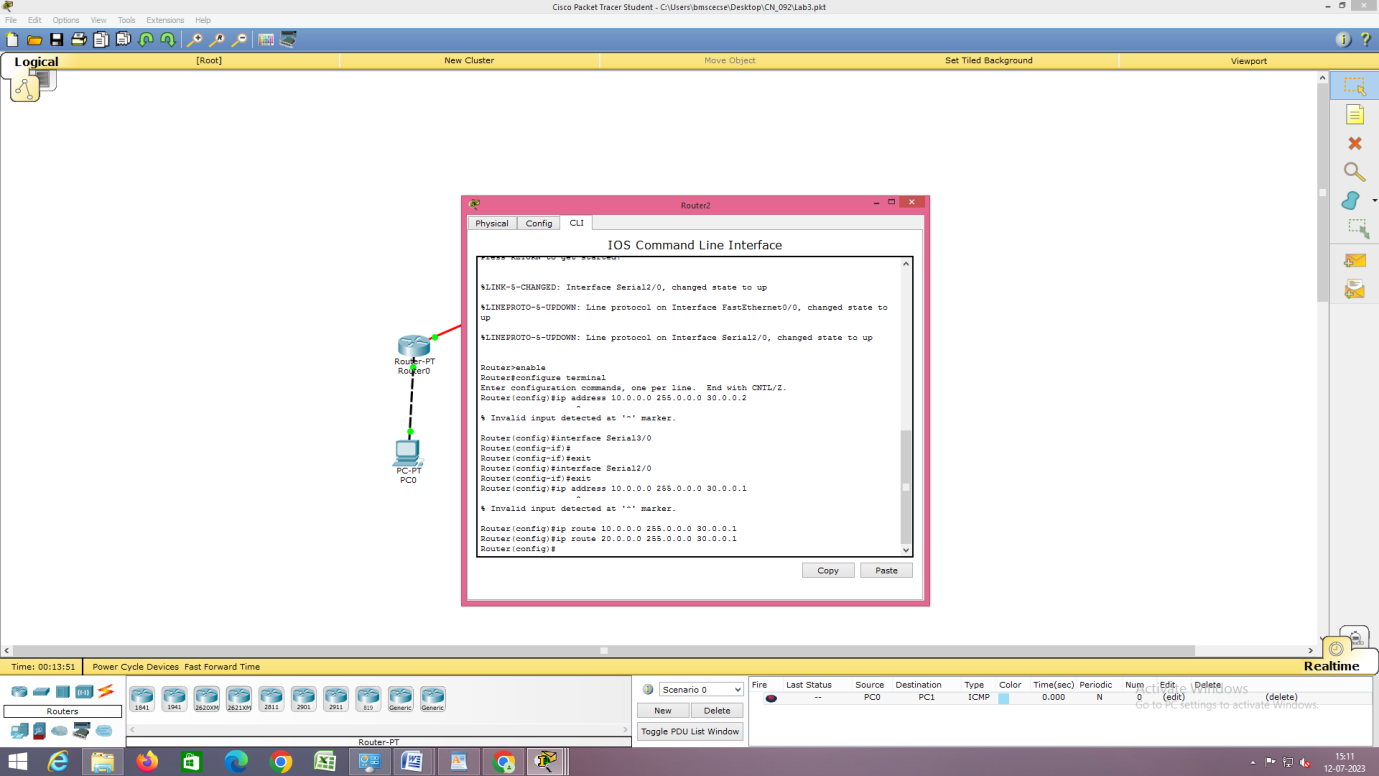 Cisco Packet Tracer Student - C:\Users\bmscerse\Desktop\CN_092\Lab3.pkt
File Edit Options View Tools Extensions Help
Logical [Root] New Cluster Move Object Set Tiled Background Viewport
Router2
Physical Config CLI
IOS Command Line Interface
Press RETURN to get started!
%LINK-5-CHANGED: Interface Serial2/0, changed state to up
%LINEPROTO-5-UPDOWN: Line protocol on Interface FastEthernet0/0, changed state to
up
%LINEPROTO-5-UPDOWN: Line protocol on Interface Serial2/0, changed state to up
Router>enable
Router#configure terminal
Enter configuration commands, one per line.  End with CNTL/Z.
Router(config)#ip address 10.0.0.0 255.0.0.0 30.0.0.2
^
% Invalid input detected at '^' marker.
Router(config)#interface Serial3/0
Router(config-if)#
Router(config-if)#exit
Router(config)#interface Serial2/0
Router(config-if)#exit
Router(config)#ip address 10.0.0.0 255.0.0.0 30.0.0.1
^
% Invalid input detected at '^' marker.
Router(config)#ip route 10.0.0.0 255.0.0.0 30.0.0.1
Router(config)#ip route 20.0.0.0 255.0.0.0 30.0.0.1
Router(config)#
Copy Paste
Router-PT
Router0
PC-PT
PC0
Time: 00:13:51 Power Cycle Devices Fast Forward Time
Realtime
Routers
1841 1941 2620XM 2621XM 2811 2901 2911 819 Generic Generic
Router-PT
Scenario 0
New Delete
Toggle PDU List Window
Fire Last Status Source Destination Type Color Time(sec) Periodic Num Edit Delete
-- PC0 PC1 ICMP 0.000 N 0 (edit) (delete)
Activate Windows
Go to PC settings to activate Windows.
15:11
12-07-2023